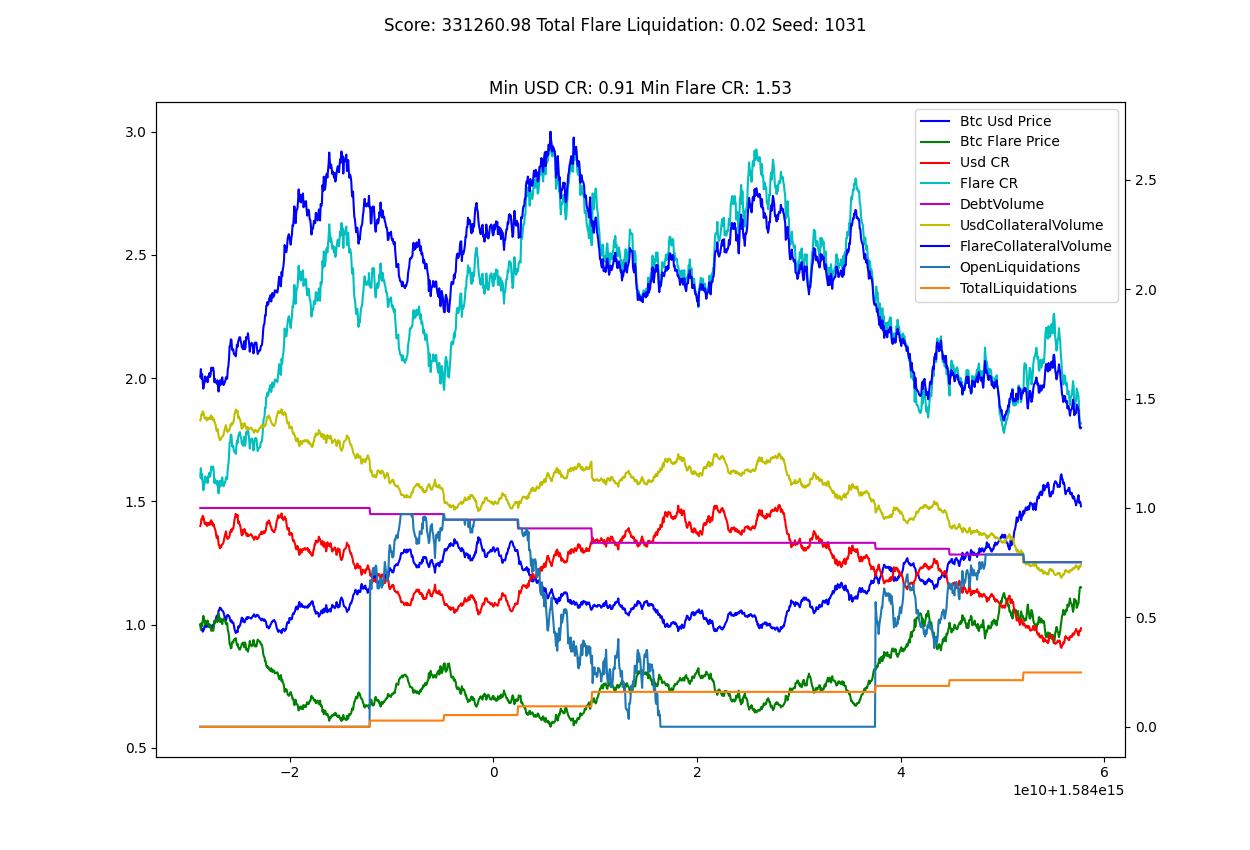 Score: 331260.98 Total Flare Liquidation: 0.02 Seed: 1031
Min USD CR: 0.91 Min Flare CR: 1.53
3.0
2.5
2.0
1.5
1.0
0.5
Btc Usd Price
Btc Flare Price
Usd CR
Flare CR
DebtVolume
UsdCollateralVolume
FlareCollateralVolume
OpenLiquidations
TotalLiquidations
2.5
2.0
1.5
1.0
0.5
0.0
−2
0
2
4
6
1e10+1.584e15